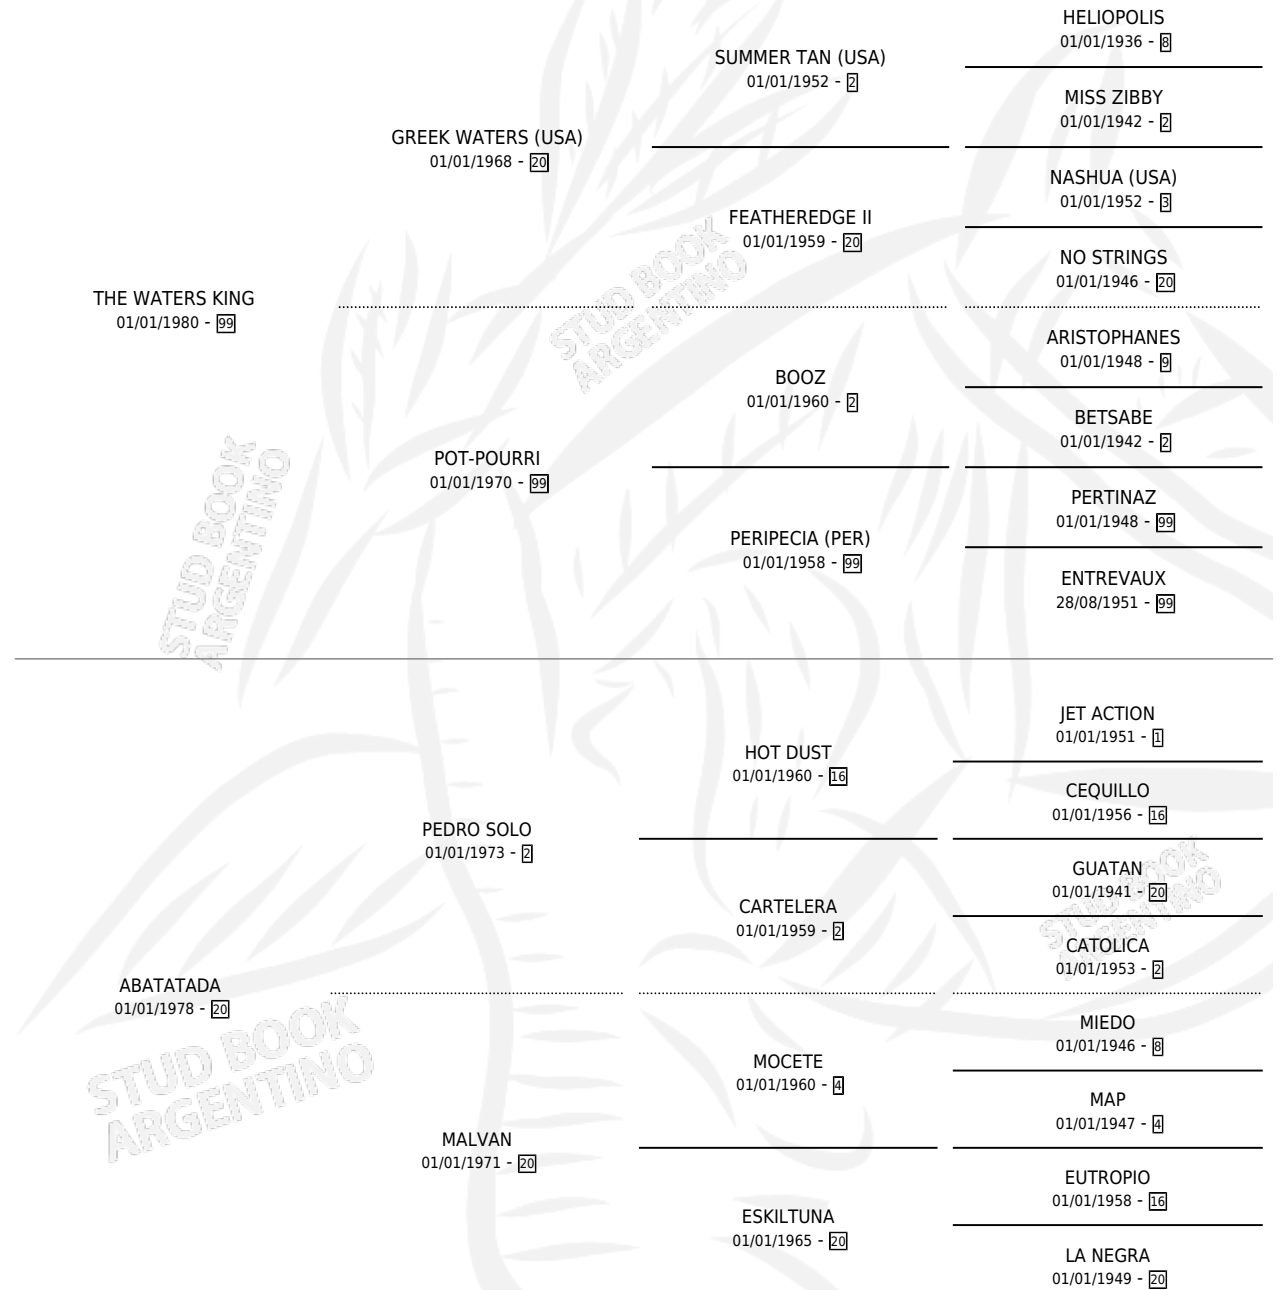 HELIOPOLIS
01/01/1936 - 8
SUMMER TAN (USA)
01/01/1952 - 2
MISS ZIBBY
01/01/1942 - 2
GREEK WATERS (USA)
01/01/1968 - 20
NASHUA (USA)
01/01/1952 - 3
FEATHEREDGE II
01/01/1959 - 20
NO STRINGS
01/01/1946 - 20
THE WATERS KING
01/01/1980 - 99
STUD BOOK
ARGENTINO
ARISTOPHANES
01/01/1948 - 9
BOOZ
01/01/1960 - 2
BETSABE
01/01/1942 - 2
POT-POURRI
01/01/1970 - 99
PERTINAZ
01/01/1948 - 99
PERIPECIA (PER)
01/01/1958 - 99
ENTREVAUX
28/08/1951 - 99
STUD BOOK
ARGENTINO
JET ACTION
01/01/1951 - 1
HOT DUST
01/01/1960 - 16
CEQUILLO
01/01/1956 - 16
PEDRO SOLO
01/01/1973 - 2
GUATAN
01/01/1941 - 20
CARTELERA
01/01/1959 - 2
CATOLICA
01/01/1953 - 2
STUD BOOK
ARGENTINO
ABATATADA
01/01/1978 - 20
MIEDO
01/01/1946 - 8
MOCETE
01/01/1960 - 4
MAP
01/01/1947 - 4
STUD BOOK
ARGENTINO
MALVAN
01/01/1971 - 20
EUTROPIO
01/01/1958 - 16
ESKILTUNA
01/01/1965 - 20
LA NEGRA
01/01/1949 - 20